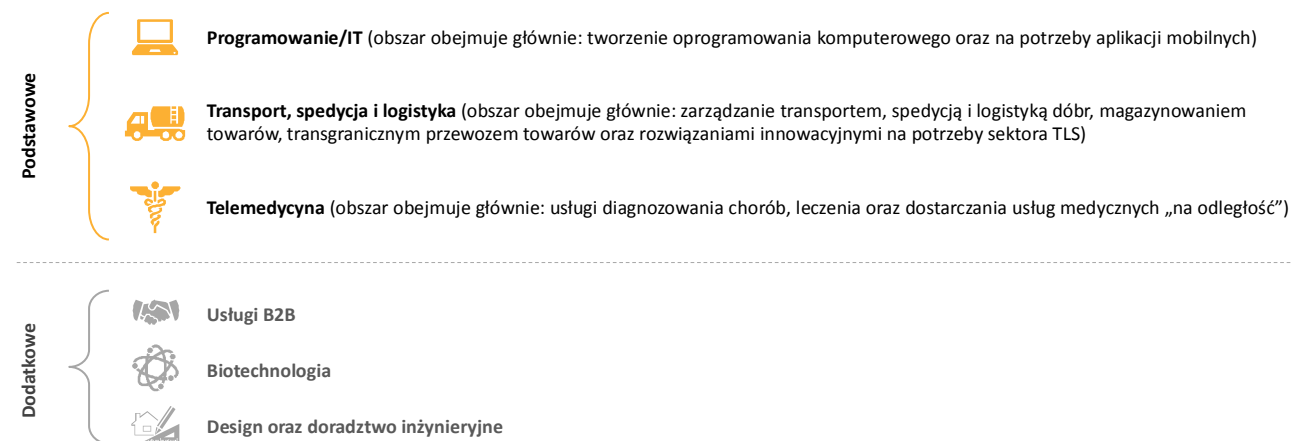 Podstawowe
Programowanie/IT (obszar obejmuje głównie: tworzenie oprogramowania komputerowego oraz na potrzeby aplikacji mobilnych)
Transport, spedycja i logistyka (obszar obejmuje głównie: zarządzanie transportem, spedycją i logistyką dóbr, magazynowaniem
towarów, transgranicznym przewozem towarów oraz rozwiązaniami innowacyjnymi na potrzeby sektora TLS)
Telemedycyna (obszar obejmuje głównie: usługi diagnozowania chorób, leczenia oraz dostarczania usług medycznych „na odległość”)
Dodatkowe
Usługi B2B
Biotechnologia
Design oraz doradztwo inżynieryjne